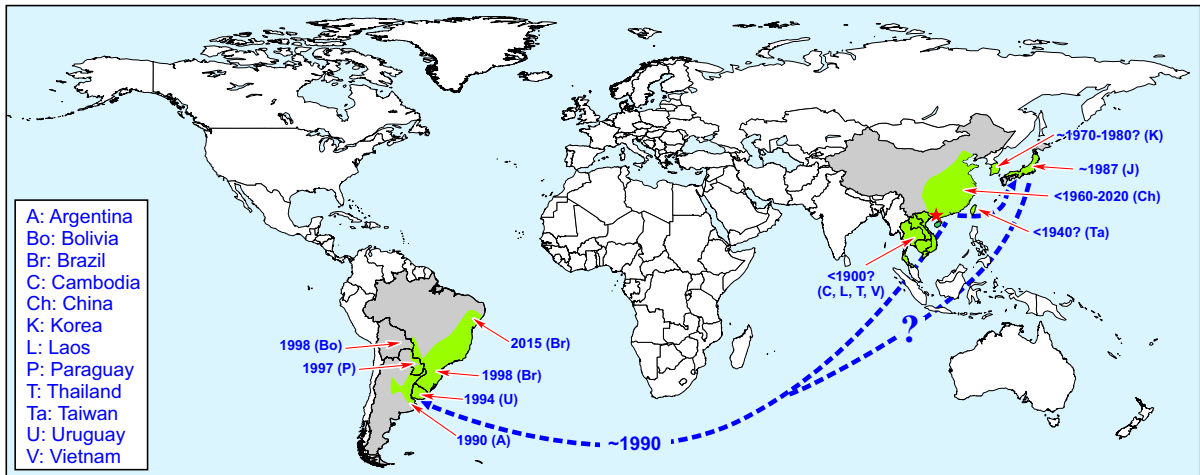 ~1970-1980? (K)
~1987 (J)
<1960-2020 (Ch)
<1940? (Ta)
<1900?
(C, L, T, V)
?
A: Argentina
Bo: Bolivia
Br: Brazil
C: Cambodia
Ch: China
K: Korea
L: Laos
P: Paraguay
T: Thailand
Ta: Taiwan
U: Uruguay
V: Vietnam
1998 (Bo)
2015 (Br)
1997 (P)
1998 (Br)
1994 (U)
1990 (A)
~1990